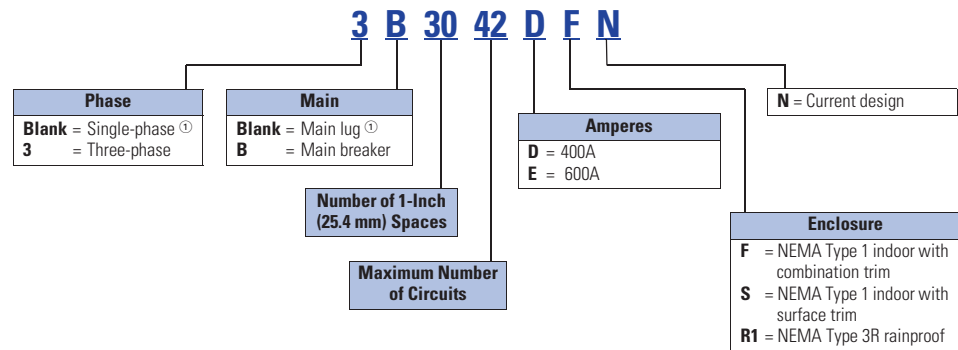 3 B 30 42 D F N
Phase
Blank = Single-phase ①
3 = Three-phase
Main
Blank = Main lug ①
B = Main breaker
N = Current design
Amperes
D = 400A
E = 600A
Number of 1-Inch
(25.4 mm) Spaces
Enclosure
F = NEMA Type 1 indoor with
combination trim
S = NEMA Type 1 indoor with
surface trim
R1 = NEMA Type 3R rainproof
Maximum Number
of Circuits